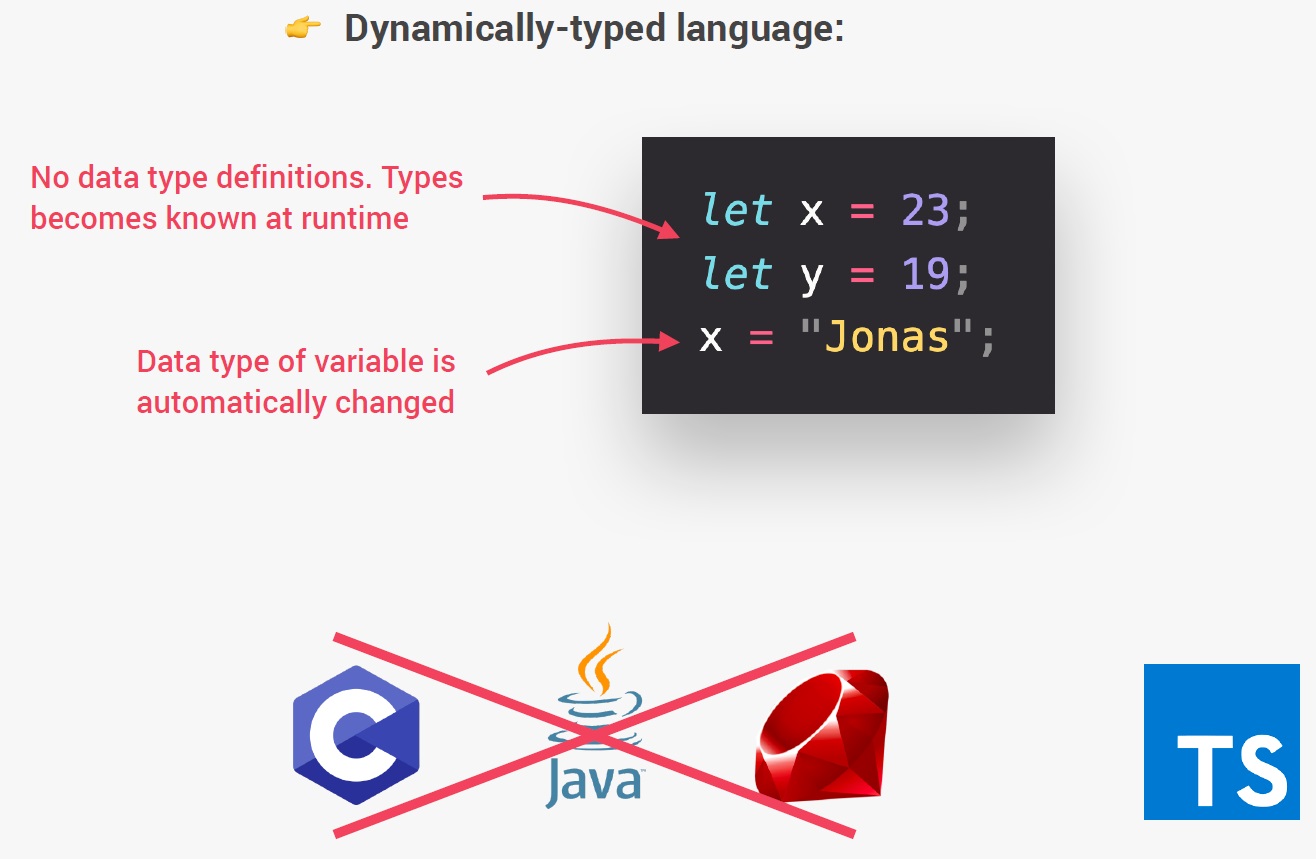 👉 Dynamically-typed language:
No data type definitions. Types
becomes known at runtime
let x = 23;
let y = 19;
x = "Jonas";
Data type of variable is
automatically changed
C
Java™
TS